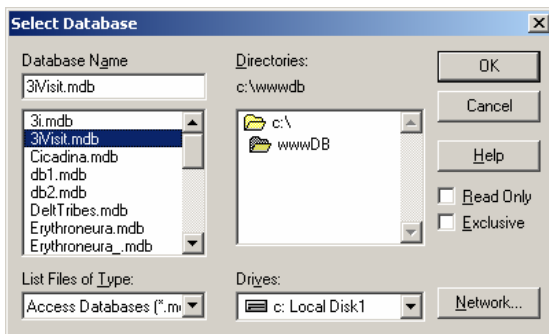 Select Database
Database Name
3iVisit.mdb
3i.mdb
3iVisit.mdb
Cicadina.mdb
db1.mdb
db2.mdb
DeltTribes.mdb
Erythroneura.mdb
Erythroneura_.mdb
List Files of Type:
Access Databases (*.m
Directories:
c:\wwwdb
c:\
wwwDB
Drives:
c: Local Disk1
OK
Cancel
Help
Read Only
Exclusive
Network...